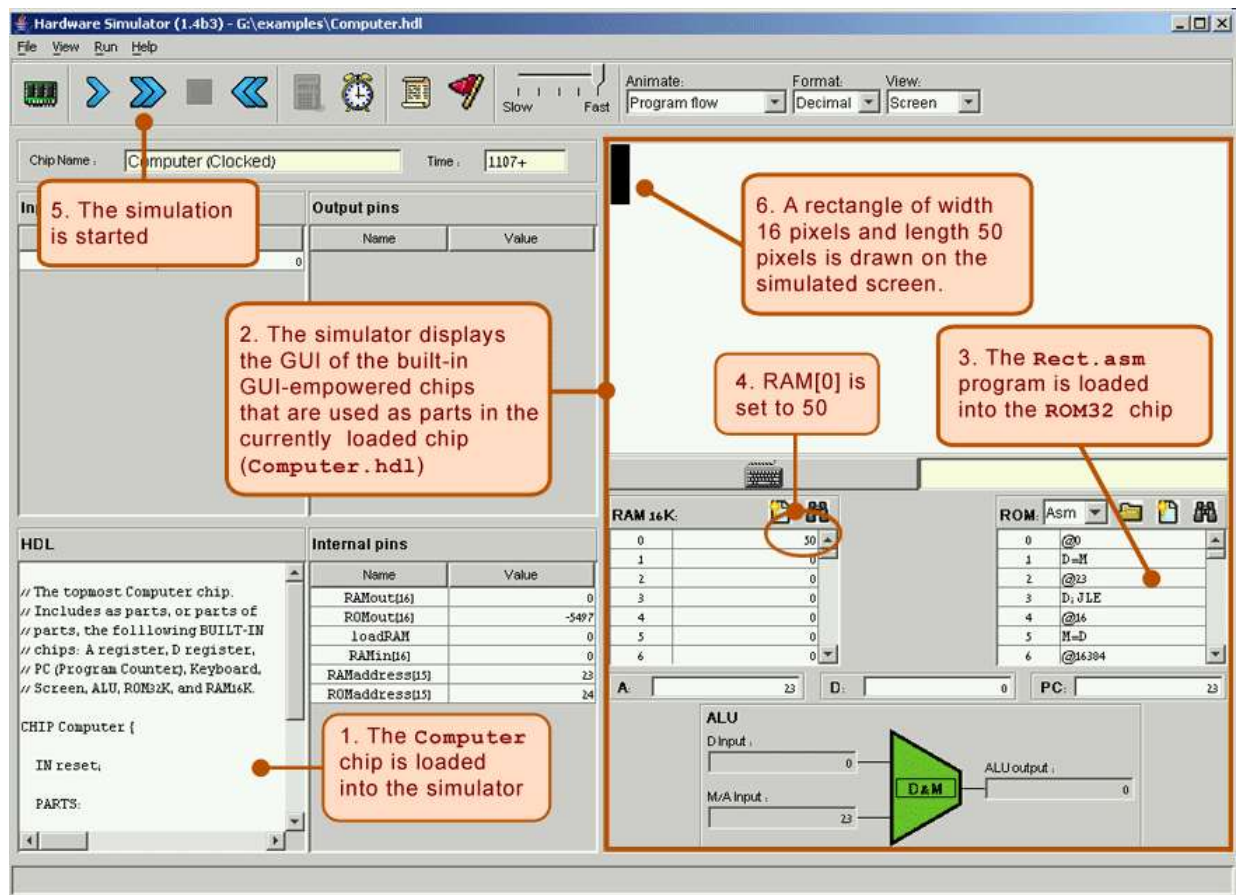 Hardware Simulator (1.4b3) - G:\examples\Computer.hdl
File View Run Help
Slow Fast
Animate: Format: View:
Program flow Decimal Screen
Chip Name : Computer (Clocked) Time : 1107+
5. The simulation
is started
Output pins
Name Value
0
6. A rectangle of width
16 pixels and length 50
pixels is drawn on the
simulated screen.
2. The simulator displays
the GUI of the built-in
GUI-empowered chips
that are used as parts in the
currently loaded chip
(Computer.hdl)
4. RAM[0] is
set to 50
3. The Rect.asm
program is loaded
into the ROM32 chip
HDL
// The topmost Computer chip.
// Includes as parts, or parts of
// parts, the folllowing BUILT-IN
// chips: A register, D register,
// PC (Program Counter), Keyboard,
// Screen, ALU, ROM32K, and RAM16K.
CHIP Computer {
IN reset;
PARTS:
Internal pins
Name Value
RAMout[16] 0
ROMout[16] -5497
loadRAM 0
RAMin[16] 0
RAMaddress[15] 23
ROMaddress[15] 24
1. The Computer
chip is loaded
into the simulator
RAM 16K:
0 50
1 0
2 0
3 0
4 0
5 0
6 0
ROM: Asm
0 @0
1 D=M
2 @23
3 D;JLE
4 @16
5 M=D
6 @16384
A: 23 D: 0 PC: 23
ALU
D Input : 0
M/A Input : 23
D&M
ALU output : 0